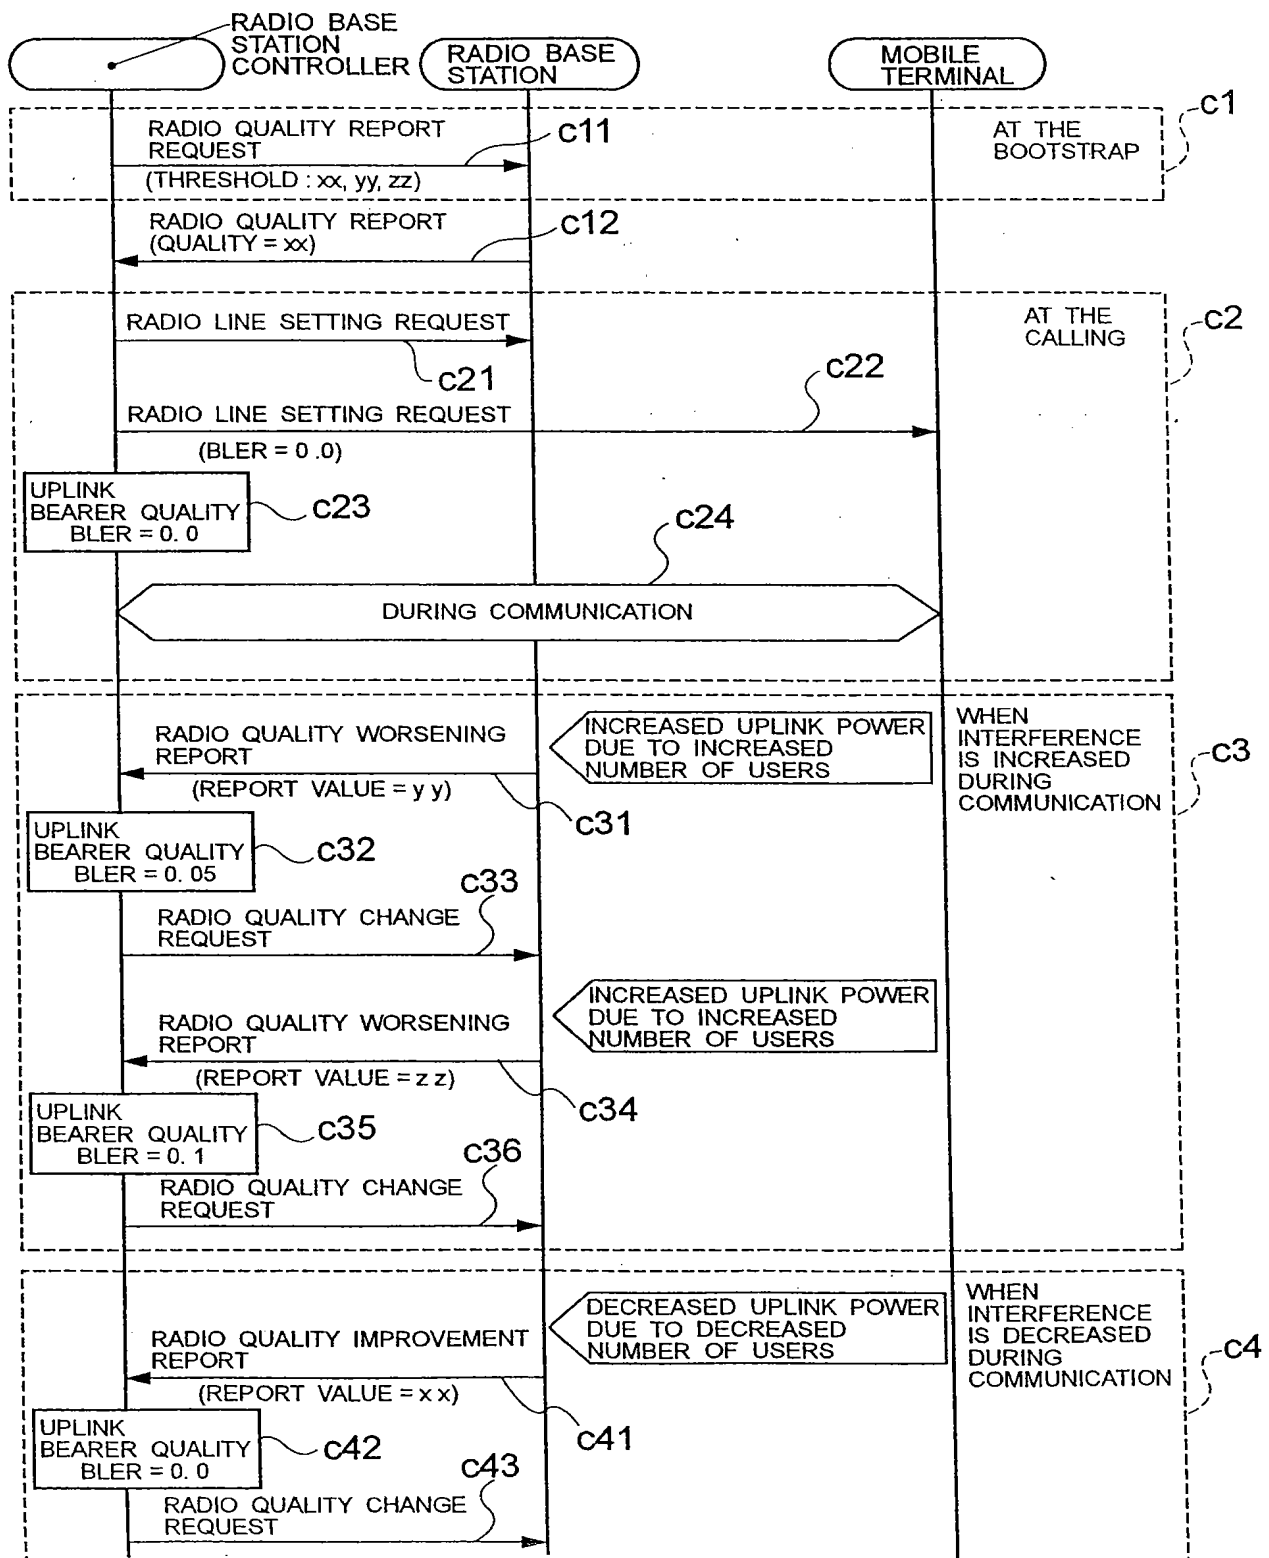 RADIO BASE
STATION
CONTROLLER
RADIO BASE
STATION
MOBILE
TERMINAL
c1
AT THE
BOOTSTRAP
RADIO QUALITY REPORT
REQUEST
c11
(THRESHOLD : xx, yy, zz)
RADIO QUALITY REPORT
(QUALITY = xx)
c12
AT THE
CALLING
c2
RADIO LINE SETTING REQUEST
c21
c22
RADIO LINE SETTING REQUEST
(BLER = 0 .0)
UPLINK
BEARER QUALITY
BLER = 0. 0
c23
c24
DURING COMMUNICATION
INCREASED UPLINK POWER
DUE TO INCREASED
NUMBER OF USERS
WHEN
INTERFERENCE
IS INCREASED
DURING
COMMUNICATION
c3
RADIO QUALITY WORSENING
REPORT
(REPORT VALUE = y y)
c31
UPLINK
BEARER QUALITY
BLER = 0. 05
c32
c33
RADIO QUALITY CHANGE
REQUEST
INCREASED UPLINK POWER
DUE TO INCREASED
NUMBER OF USERS
RADIO QUALITY WORSENING
REPORT
(REPORT VALUE = z z)
c34
UPLINK
BEARER QUALITY
BLER = 0. 1
c35
c36
RADIO QUALITY CHANGE
REQUEST
DECREASED UPLINK POWER
DUE TO DECREASED
NUMBER OF USERS
WHEN
INTERFERENCE
IS DECREASED
DURING
COMMUNICATION
c4
RADIO QUALITY IMPROVEMENT
REPORT
(REPORT VALUE = x x)
c41
UPLINK
BEARER QUALITY
BLER = 0. 0
c42
c43
RADIO QUALITY CHANGE
REQUEST